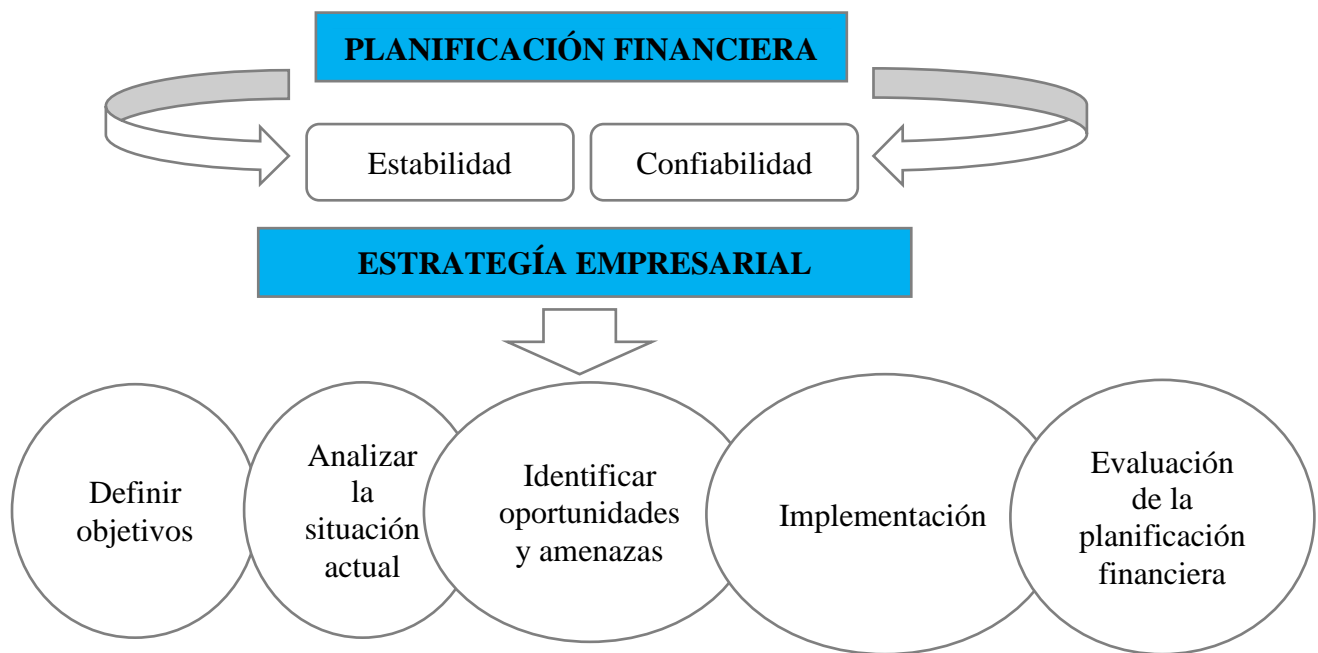 PLANIFICACIÓN FINANCIERA
Estabilidad
Confiabilidad
ESTRATEGÍA EMPRESARIAL
Definir
objetivos
Analizar
la
situación
actual
Identificar
oportunidades
y amenazas
Implementación
Evaluación
de la
planificación
financiera